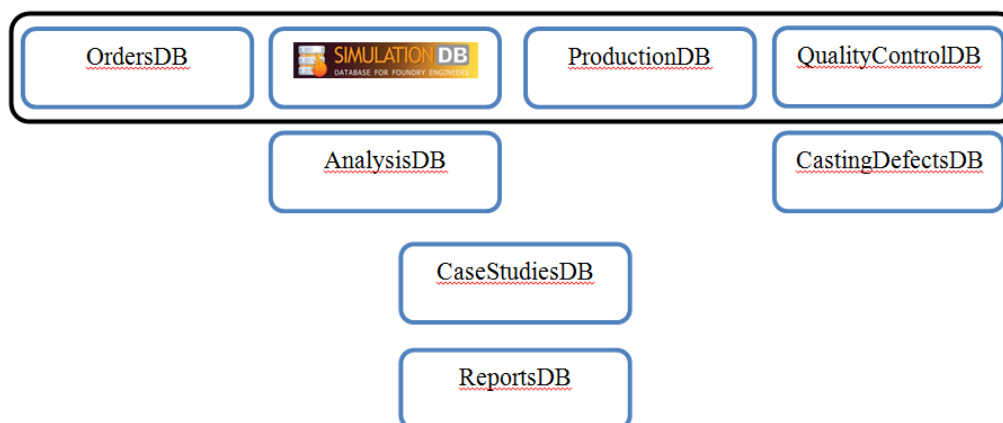 OrdersDB
SIMULATION DB
DATABASE FOR FOUNDRY ENGINEERS
ProductionDB
QualityControlDB
AnalysisDB
CastingDefectsDB
CaseStudiesDB
ReportsDB